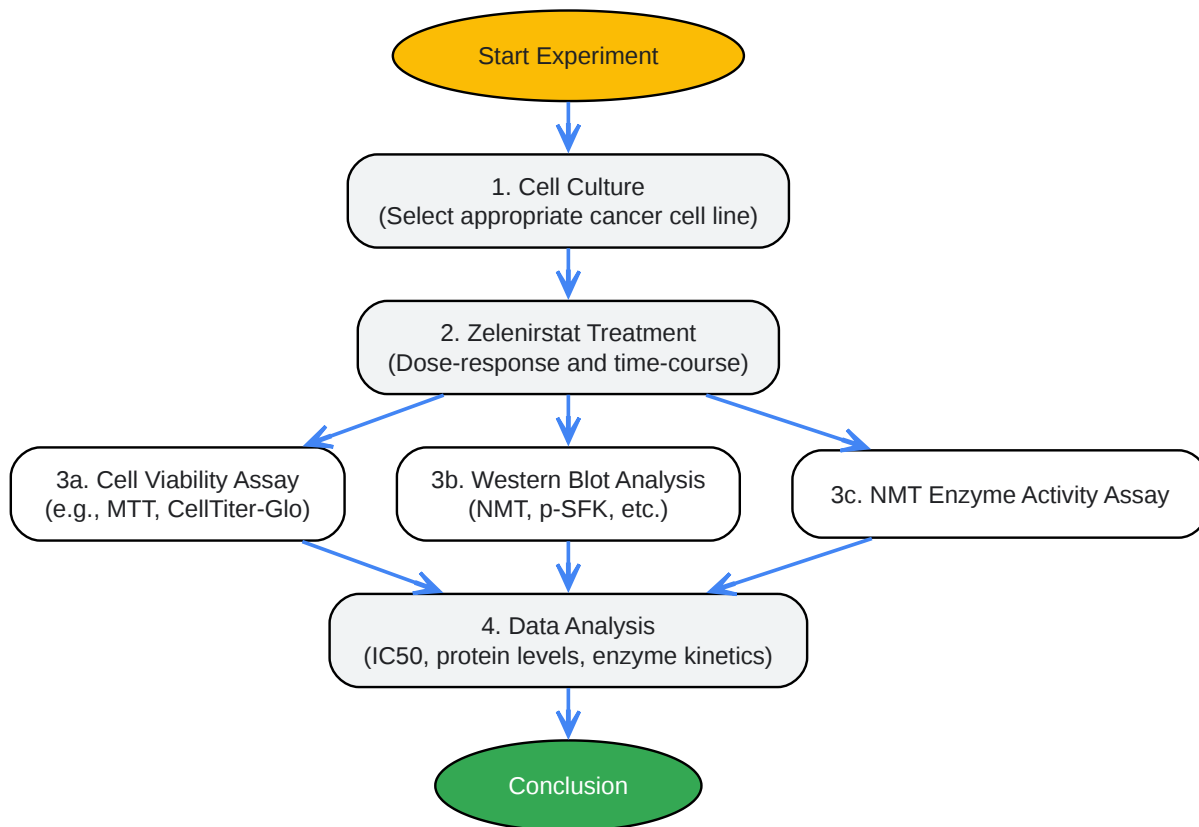 Start Experiment
1. Cell Culture
(Select appropriate cancer cell line)
2. Zelenirstat Treatment
(Dose-response and time-course)
3a. Cell Viability Assay
(e.g., MTT, CellTiter-Glo)
3b. Western Blot Analysis
(NMT, p-SFK, etc.)
3c. NMT Enzyme Activity Assay
4. Data Analysis
(IC50, protein levels, enzyme kinetics)
Conclusion